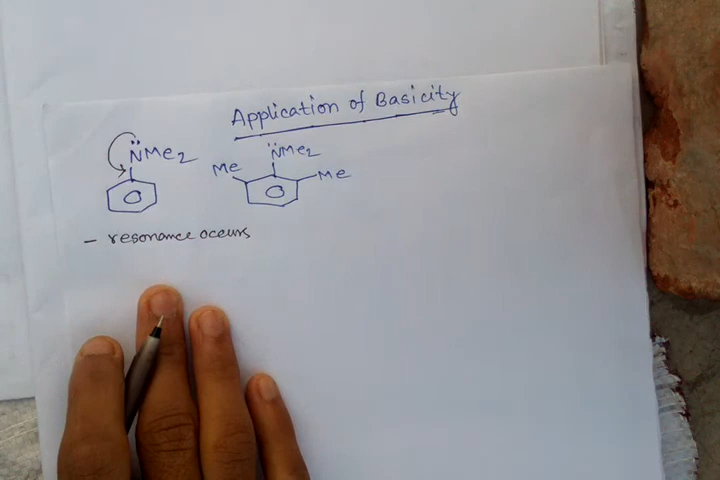 Application of Basicity
N̈Me2
Me N̈Me2 Me
- resonance occurs